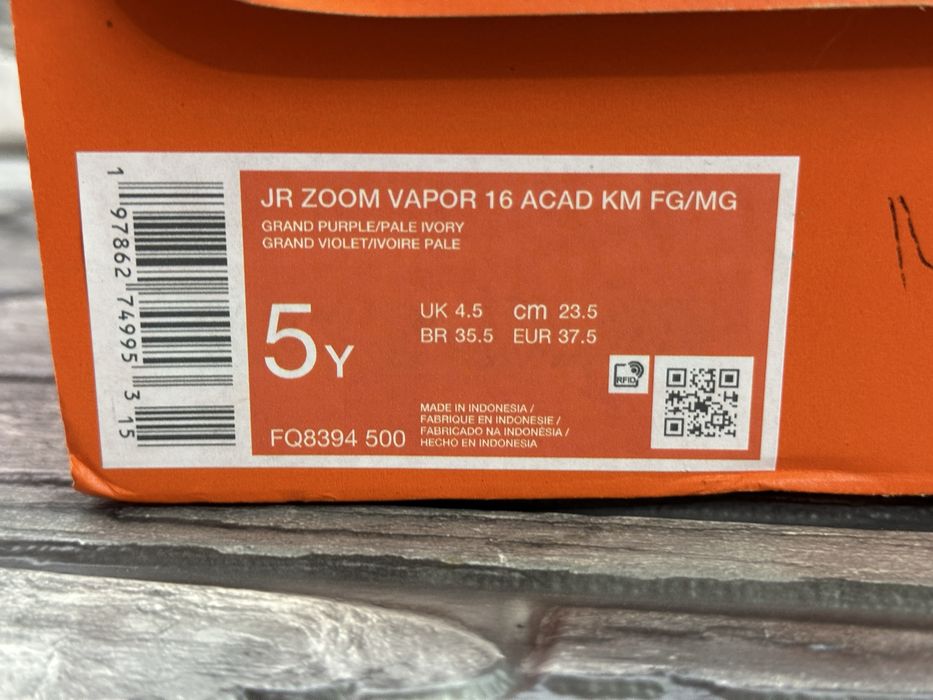 JR ZOOM VAPOR 16 ACAD KM FG/MG
GRAND PURPLE/PALE IVORY
GRAND VIOLET/IVOIRE PALE
5Y
UK 4.5 cm 23.5
BR 35.5 EUR 37.5
RFID
FQ8394 500
MADE IN INDONESIA /
FABRIQUE EN INDONESIE /
FABRICADO NA INDONÉSIA /
HECHO EN INDONESIA
1 97862 74995 3 15